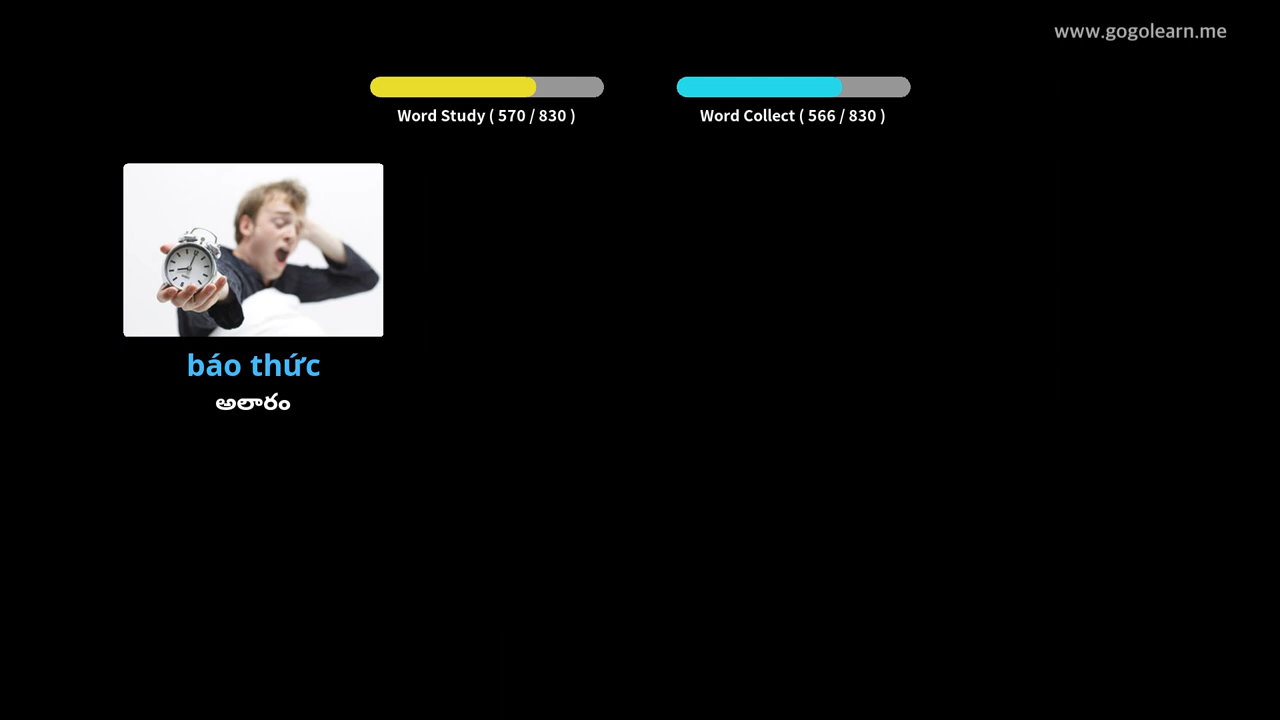 www.gogolearn.me
Word Study ( 570 / 830 )
Word Collect ( 566 / 830 )
báo thức
అలారం